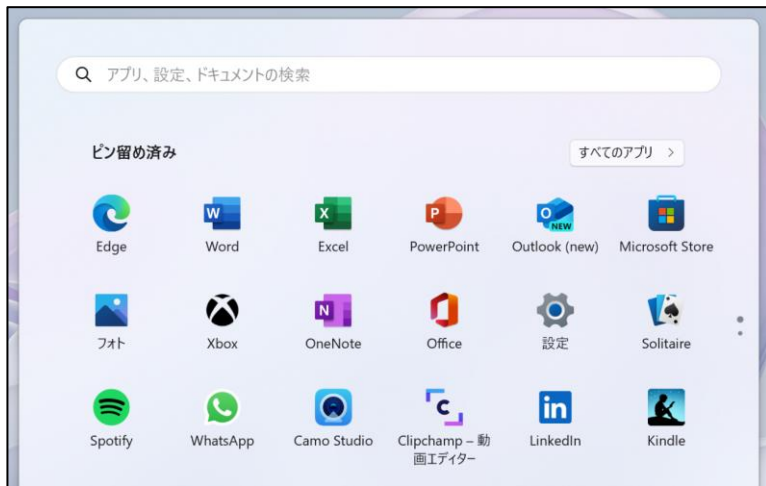 アプリ、設定、ドキュメントの検索
ピン留め済み
すべてのアプリ >
Edge
Word
Excel
PowerPoint
Outlook (new)
Microsoft Store
フォト
Xbox
OneNote
Office
設定
Solitaire
Spotify
WhatsApp
Camo Studio
Clipchamp – 動
画エディター
LinkedIn
Kindle
W
X
P
O
NEW
N
C
in